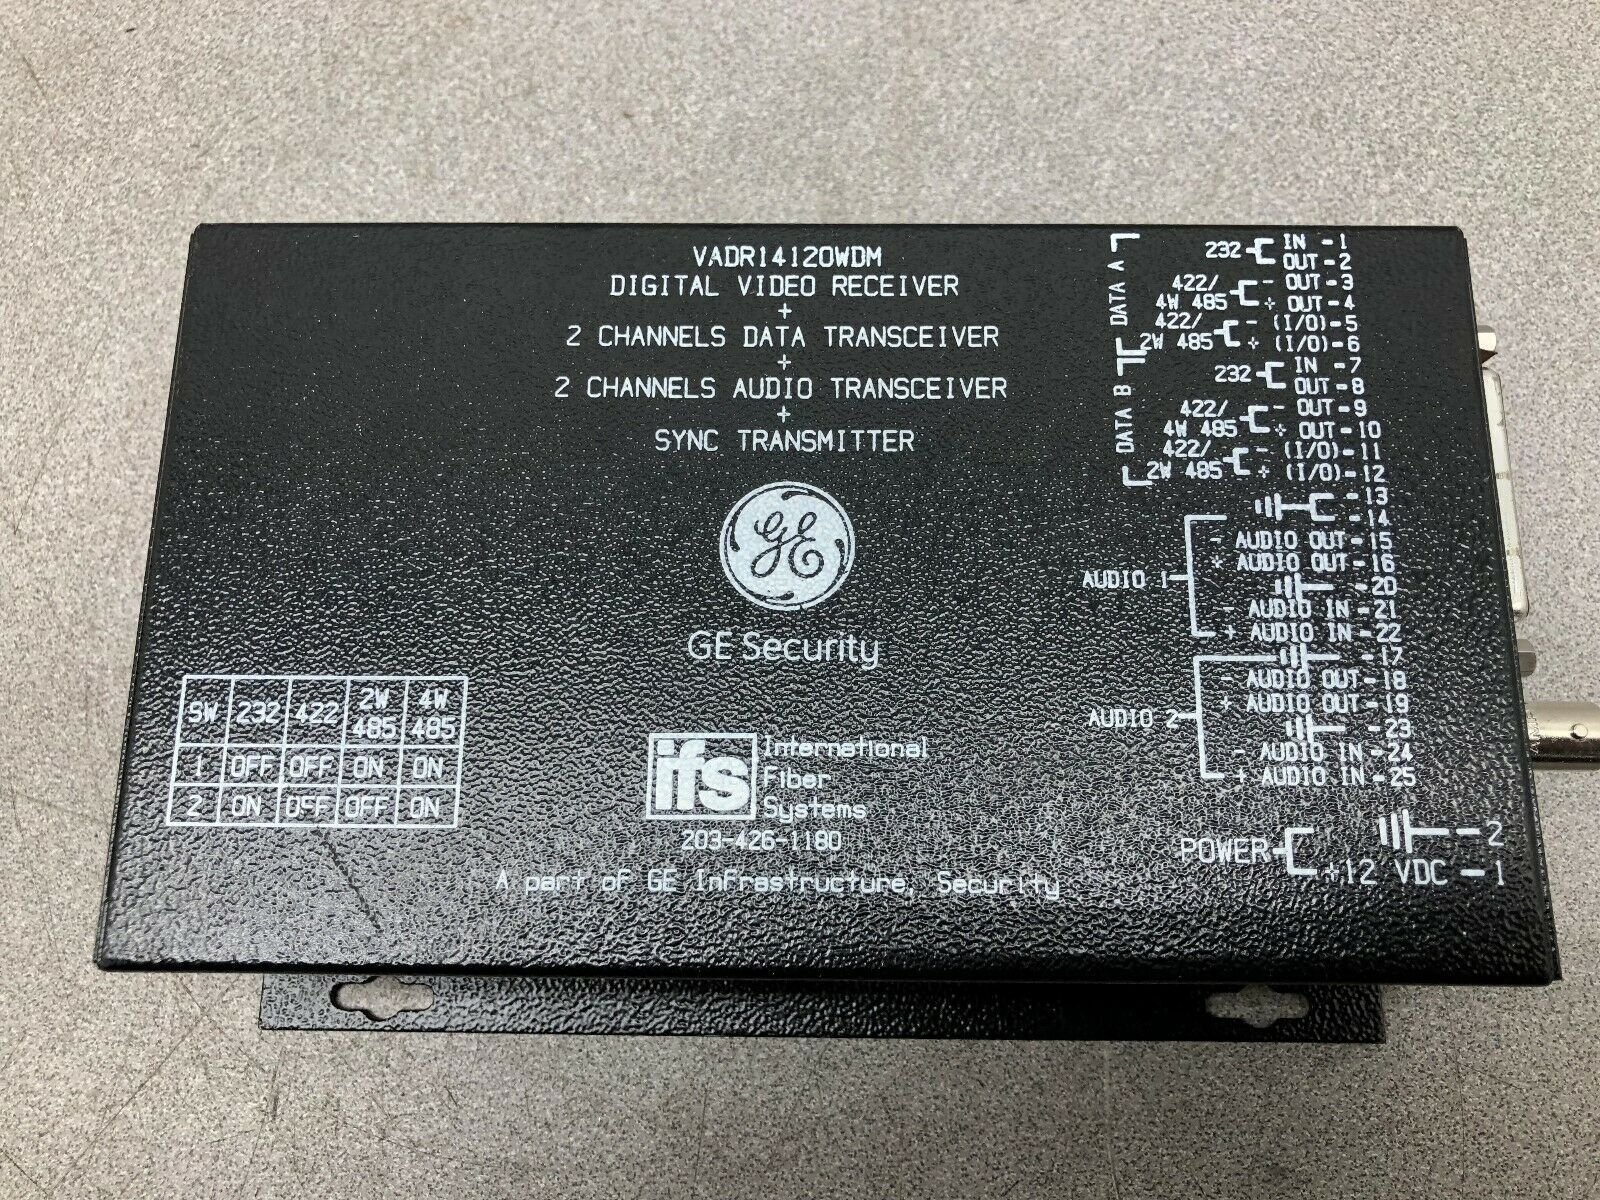 VADR14120WDM
DIGITAL VIDEO RECEIVER
+
2 CHANNELS DATA TRANSCEIVER
+
2 CHANNELS AUDIO TRANSCEIVER
+
SYNC TRANSMITTER
GE
GE Security
SW 232 422 2W 485 4W 485
1 OFF OFF ON ON
2 ON OFF OFF ON
ifs International
Fiber
Systems
203-426-1180
A part of GE Infrastructure, Security
DATA A
232 IN -1
OUT -2
422/ 4W 485 - OUT -3
+ OUT -4
422/ 2W 485 - (I/O)-5
+ (I/O)-6
DATA B
232 IN -7
OUT -8
422/ 4W 485 - OUT -9
+ OUT -10
422/ 2W 485 - (I/O)-11
+ (I/O)-12
AUDIO 1
-13
-14
- AUDIO OUT -15
+ AUDIO OUT -16
-20
- AUDIO IN -21
+ AUDIO IN -22
AUDIO 2
-17
- AUDIO OUT -18
+ AUDIO OUT -19
-23
- AUDIO IN -24
+ AUDIO IN -25
POWER
-2
+12 VDC -1